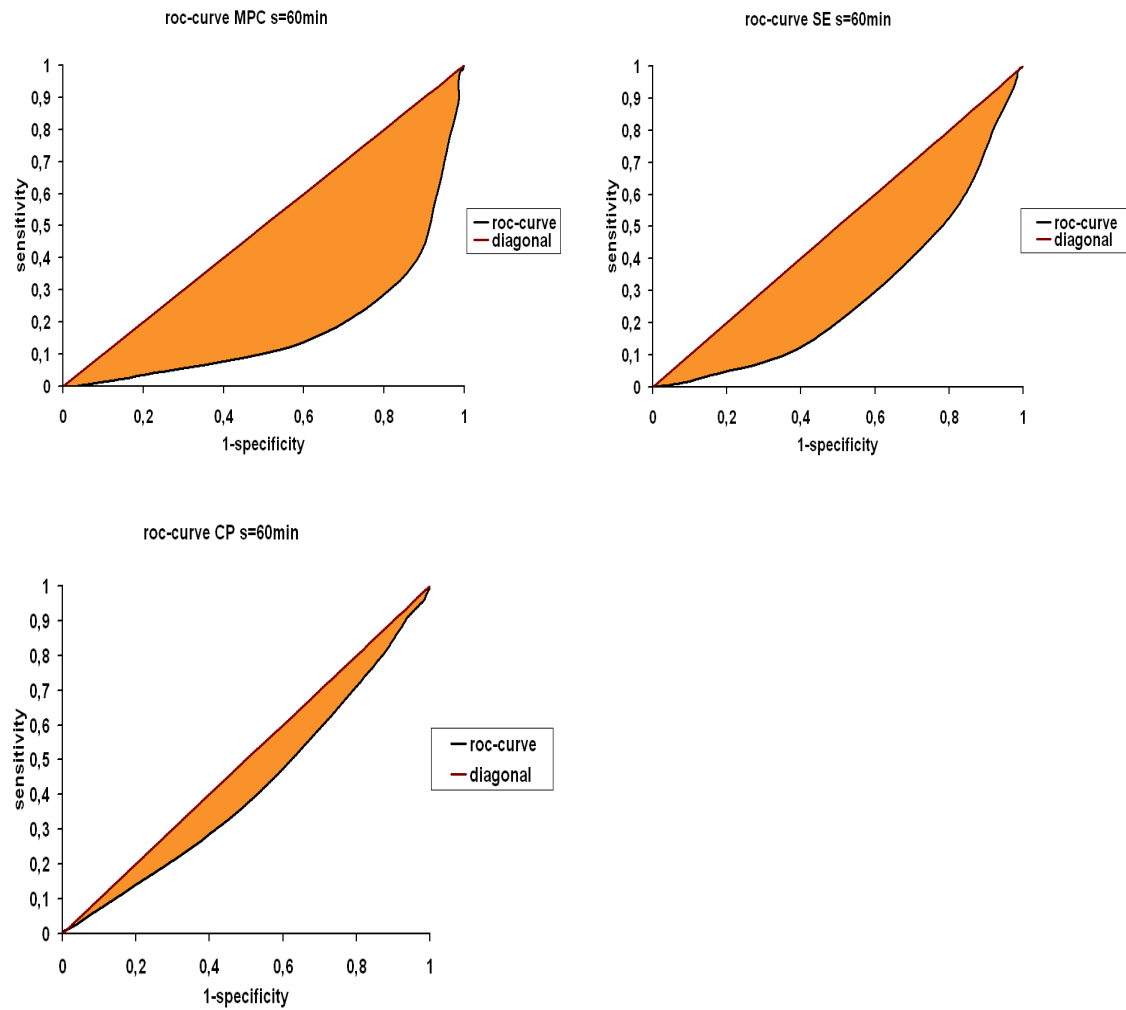 roc-curve MPC s=60min
1
0,9
0,8
0,7
0,6
0,5
0,4
0,3
0,2
0,1
0
sensitivity
0 0,2 0,4 0,6 0,8 1
1-specificity
roc-curve
diagonal
roc-curve SE s=60min
1
0,9
0,8
0,7
0,6
0,5
0,4
0,3
0,2
0,1
0
sensitivity
0 0,2 0,4 0,6 0,8 1
1-specificity
roc-curve
diagonal
roc-curve CP s=60min
1
0,9
0,8
0,7
0,6
0,5
0,4
0,3
0,2
0,1
0
sensitivity
0 0,2 0,4 0,6 0,8 1
1-specificity
roc-curve
diagonal